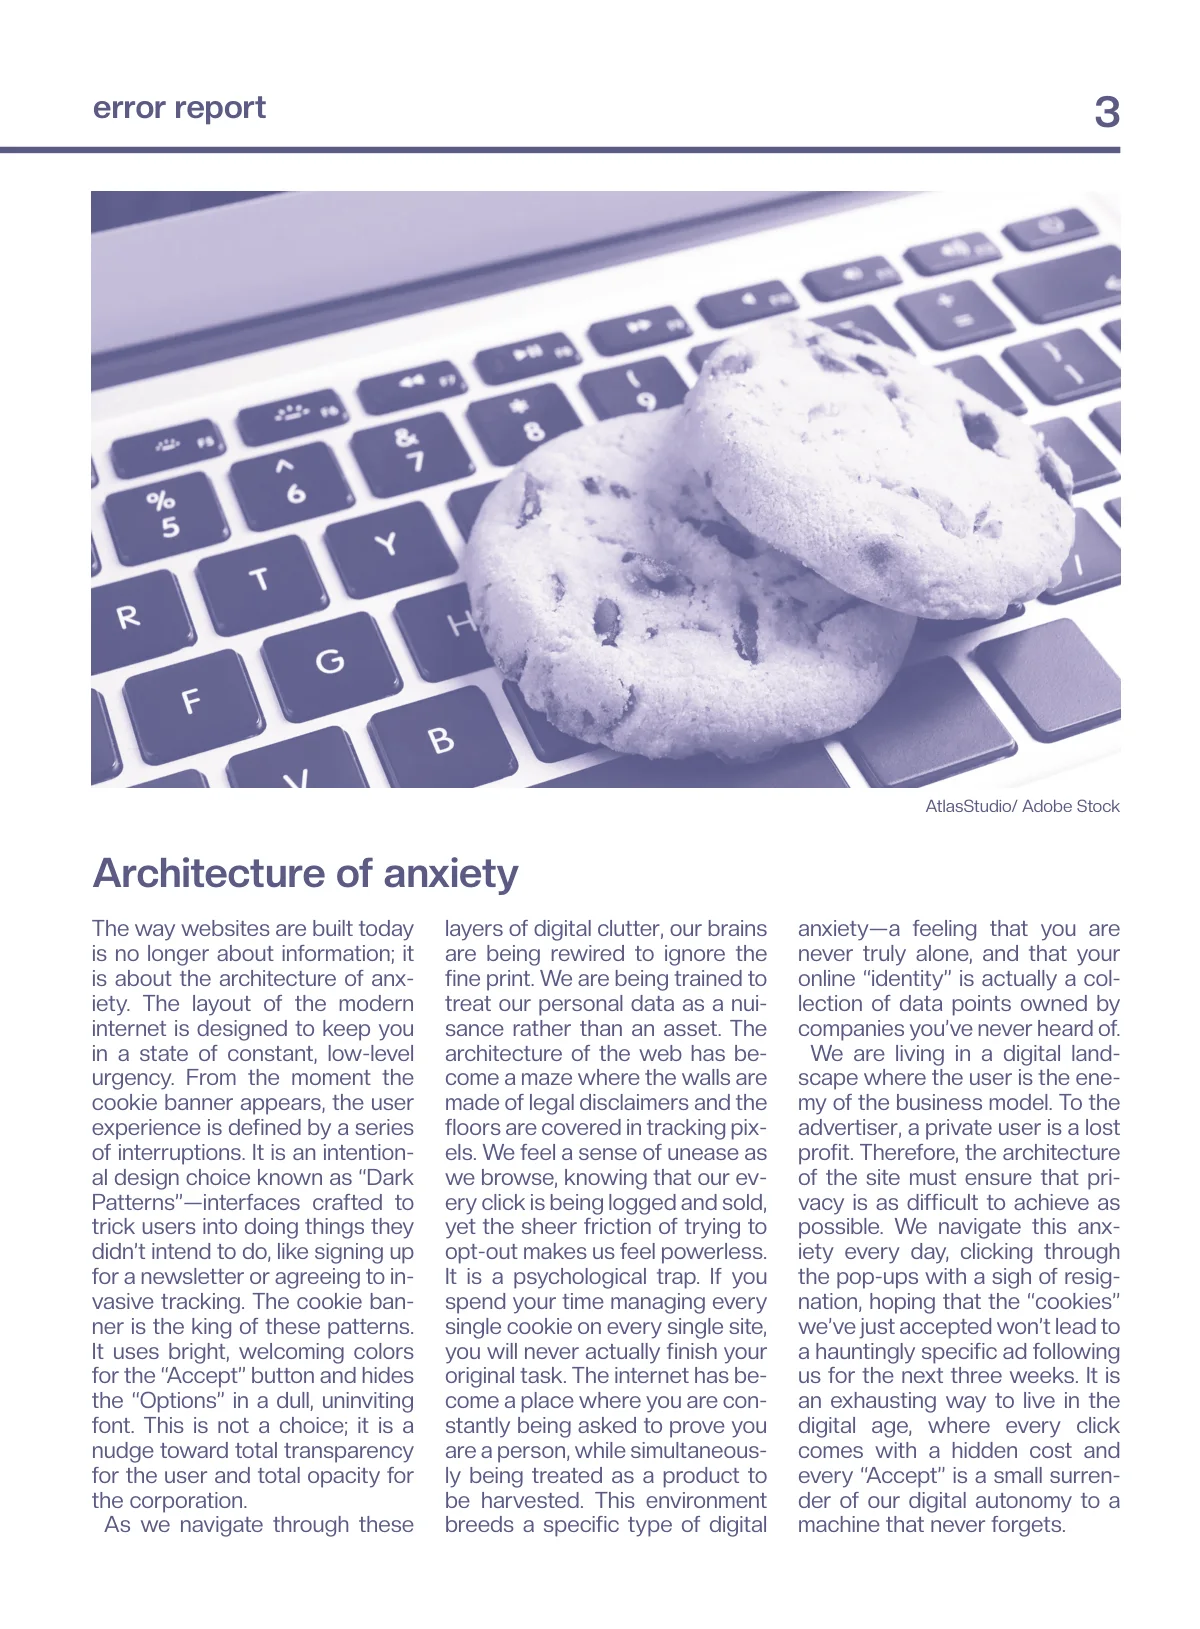 error report
3
% 5
^ 6
& 7
* 8
( 9
+ =
F5
F6
F7
F8
F9
R
T
Y
F
G
H
V
B
AtlasStudio/ Adobe Stock
Architecture of anxiety
The way websites are built today
is no longer about information; it
is about the architecture of anx-
iety. The layout of the modern
internet is designed to keep you
in a state of constant, low-level
urgency. From the moment the
cookie banner appears, the user
experience is defined by a series
of interruptions. It is an intention-
al design choice known as “Dark
Patterns”—interfaces crafted to
trick users into doing things they
didn’t intend to do, like signing up
for a newsletter or agreeing to in-
vasive tracking. The cookie ban-
ner is the king of these patterns.
It uses bright, welcoming colors
for the “Accept” button and hides
the “Options” in a dull, uninviting
font. This is not a choice; it is a
nudge toward total transparency
for the user and total opacity for
the corporation.
As we navigate through these
layers of digital clutter, our brains
are being rewired to ignore the
fine print. We are being trained to
treat our personal data as a nui-
sance rather than an asset. The
architecture of the web has be-
come a maze where the walls are
made of legal disclaimers and the
floors are covered in tracking pix-
els. We feel a sense of unease as
we browse, knowing that our ev-
ery click is being logged and sold,
yet the sheer friction of trying to
opt-out makes us feel powerless.
It is a psychological trap. If you
spend your time managing every
single cookie on every single site,
you will never actually finish your
original task. The internet has be-
come a place where you are con-
stantly being asked to prove you
are a person, while simultaneous-
ly being treated as a product to
be harvested. This environment
breeds a specific type of digital
anxiety—a feeling that you are
never truly alone, and that your
online “identity” is actually a col-
lection of data points owned by
companies you’ve never heard of.
We are living in a digital land-
scape where the user is the ene-
my of the business model. To the
advertiser, a private user is a lost
profit. Therefore, the architecture
of the site must ensure that pri-
vacy is as difficult to achieve as
possible. We navigate this anx-
iety every day, clicking through
the pop-ups with a sigh of resig-
nation, hoping that the “cookies”
we’ve just accepted won’t lead to
a hauntingly specific ad following
us for the next three weeks. It is
an exhausting way to live in the
digital age, where every click
comes with a hidden cost and
every “Accept” is a small surren-
der of our digital autonomy to a
machine that never forgets.